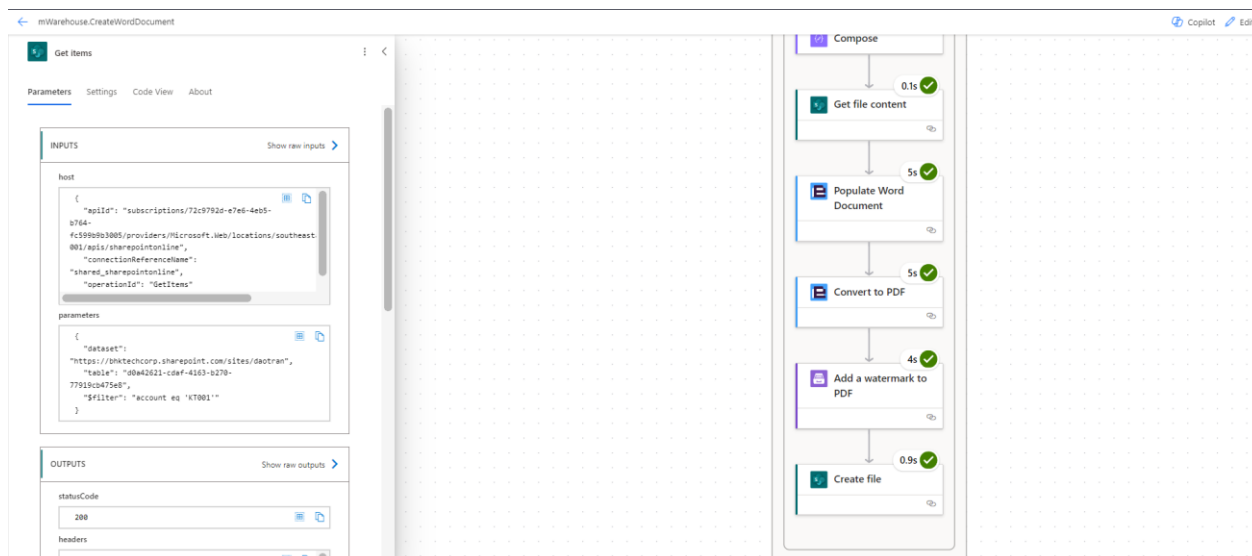 mWarehouse.CreateWordDocument
Copilot
Edi
Get items
Parameters Settings Code View About
INPUTS
Show raw inputs
host
{
"apiId": "subscriptions/72c9792d-e7e6-4eb5-
b764-
fc599b9b3005/providers/Microsoft.Web/locations/southeast
001/apis/sharepointonline",
"connectionReferenceName":
"shared_sharepointonline",
"operationId": "GetItems"
parameters
{
"dataset":
"https://bhktechcorp.sharepoint.com/sites/daotran",
"table": "d0a42621-cdaf-4163-b270-
77919cb475e8",
"$filter": "account eq 'KT001'"
}
OUTPUTS
Show raw outputs
statusCode
200
headers
Compose
0.1s
Get file content
5s
Populate Word
Document
5s
Convert to PDF
4s
Add a watermark to
PDF
0.9s
Create file